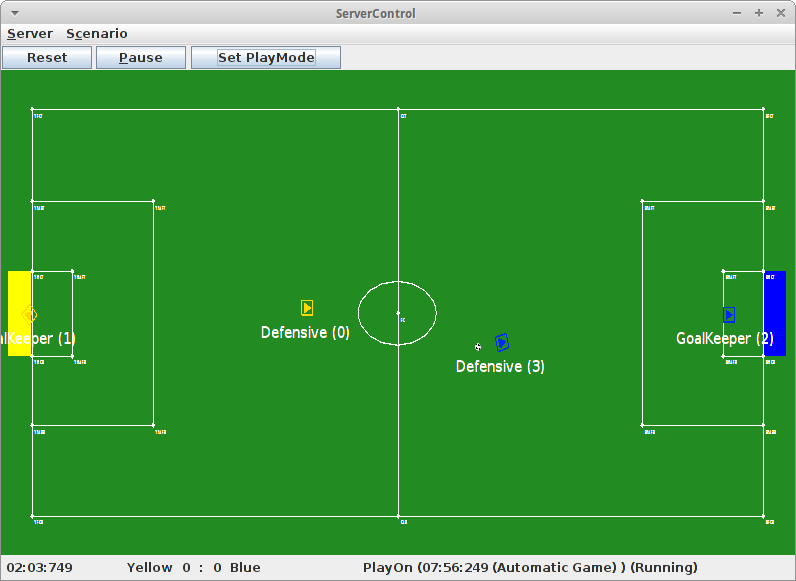 ServerControl
Server Scenario
Reset Pause Set PlayMode
Defensive (0)
alKeeper (1)
GoalKeeper (2)
Defensive (3)
02:03:749 Yellow 0 : 0 Blue PlayOn (07:56:249 (Automatic Game) ) (Running)